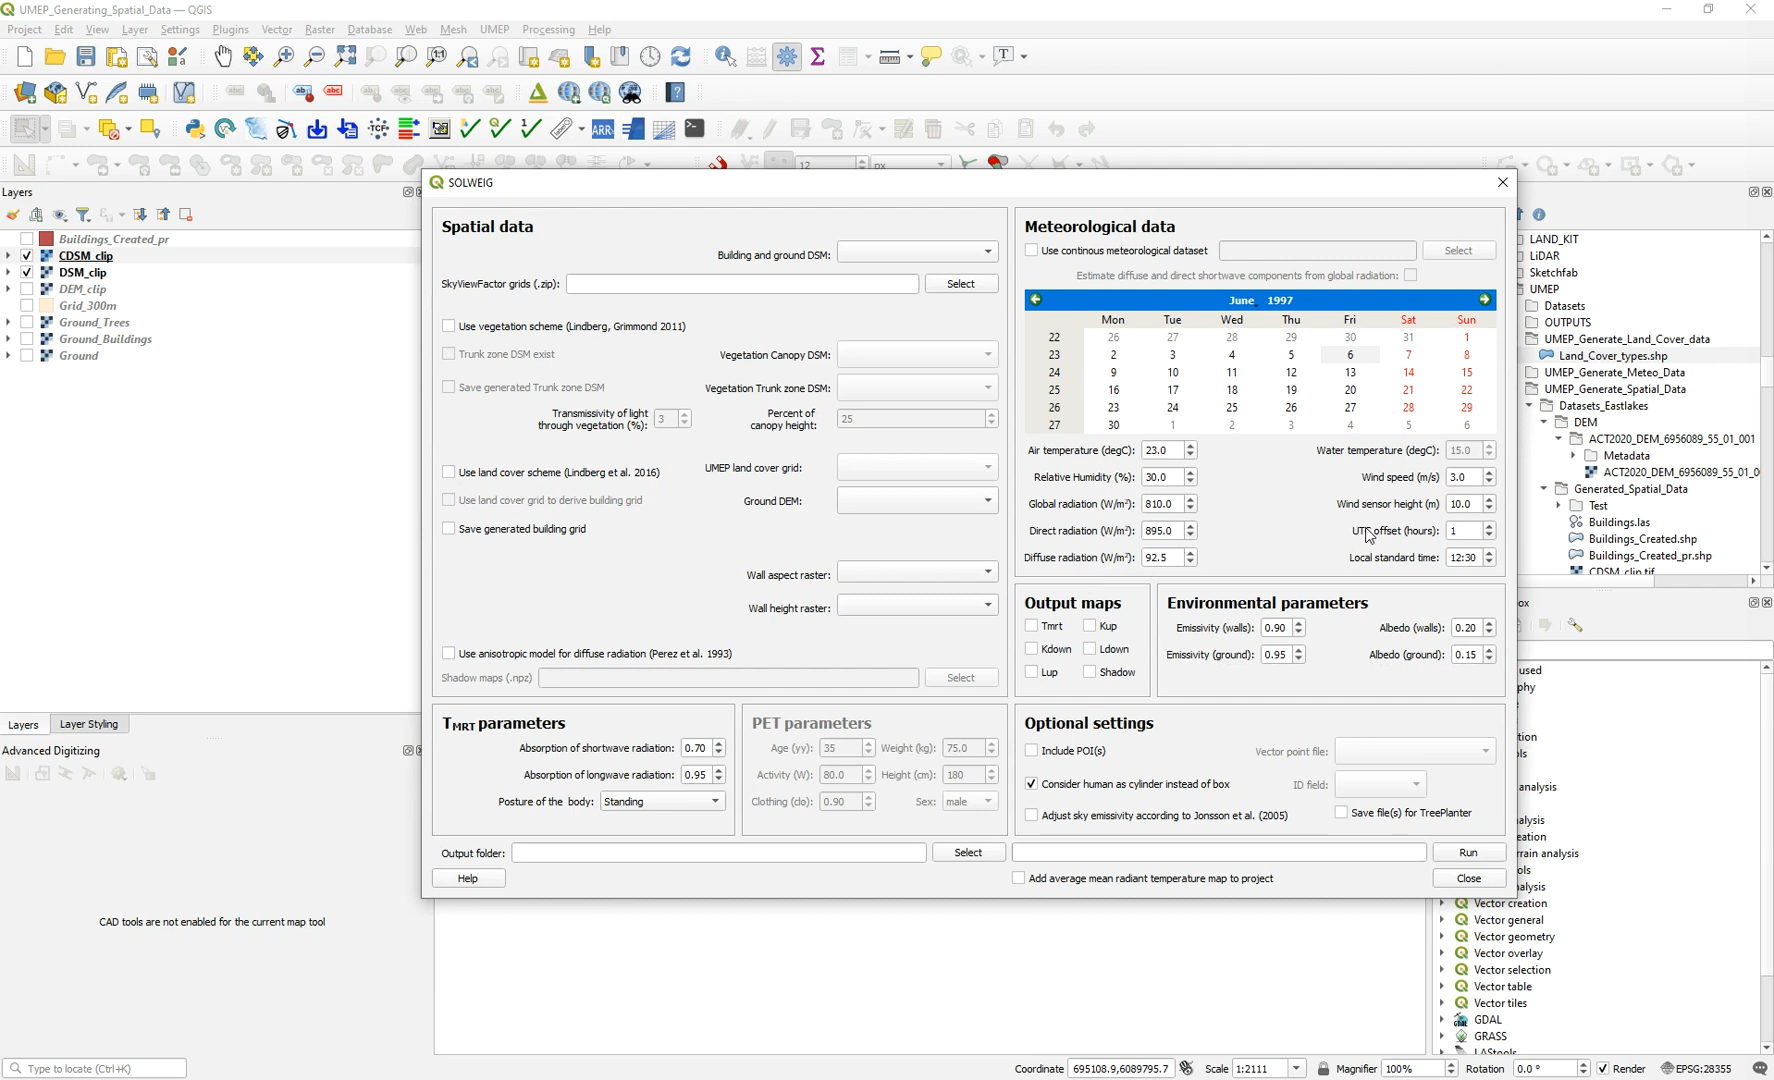 UMEP_Generating_Spatial_Data — QGIS
Project Edit View Layer Settings Plugins Vector Raster Database Web Mesh UMEP Processing Help
Layers
Buildings_Created_pr
CDSM_clip
DSM_clip
DEM_clip
Grid_300m
Ground_Trees
Ground_Buildings
Ground
Layers Layer Styling
Advanced Digitizing
CAD tools are not enabled for the current map tool
SOLWEIG
Spatial data
Building and ground DSM:
SkyViewFactor grids (.zip): Select
Use vegetation scheme (Lindberg, Grimmond 2011)
Trunk zone DSM exist Vegetation Canopy DSM:
Save generated Trunk zone DSM Vegetation Trunk zone DSM:
Transmissivity of light through vegetation (%): 3 Percent of canopy height: 25
Use land cover scheme (Lindberg et al. 2016) UMEP land cover grid:
Use land cover grid to derive building grid Ground DEM:
Save generated building grid
Wall aspect raster:
Wall height raster:
Use anisotropic model for diffuse radiation (Perez et al. 1993)
Shadow maps (.npz) Select
Meteorological data
Use continous meteorological dataset Select
Estimate diffuse and direct shortwave components from global radiation:
June, 1997
Mon Tue Wed Thu Fri Sat Sun
22 26 27 28 29 30 31 1
23 2 3 4 5 6 7 8
24 9 10 11 12 13 14 15
25 16 17 18 19 20 21 22
26 23 24 25 26 27 28 29
27 30 1 2 3 4 5 6
Air temperature (degC): 23.0 Water temperature (degC): 15.0
Relative Humidity (%): 30.0 Wind speed (m/s) 3.0
Global radiation (W/m²): 810.0 Wind sensor height (m) 10.0
Direct radiation (W/m²): 895.0 UTC offset (hours): 1
Diffuse radiation (W/m²): 92.5 Local standard time: 12:30
Output maps
Tmrt Kup
Kdown Ldown
Lup Shadow
Environmental parameters
Emissivity (walls): 0.90 Albedo (walls): 0.20
Emissivity (ground): 0.95 Albedo (ground): 0.15
TMRT parameters
Absorption of shortwave radiation: 0.70
Absorption of longwave radiation: 0.95
Posture of the body: Standing
PET parameters
Age (yy): 35 Weight (kg): 75.0
Activity (W): 80.0 Height (cm): 180
Clothing (clo): 0.90 Sex: male
Optional settings
Include POI(s) Vector point file:
Consider human as cylinder instead of box ID field:
Adjust sky emissivity according to Jonsson et al. (2005) Save file(s) for TreePlanter
Output folder: Select Run
Help Add average mean radiant temperature map to project Close
LAND_KIT
LiDAR
Sketchfab
UMEP
Datasets
OUTPUTS
UMEP_Generate_Land_Cover_data
Land_Cover_types.shp
UMEP_Generate_Meteo_Data
UMEP_Generate_Spatial_Data
Datasets_Eastlakes
DEM
ACT2020_DEM_6956089_55_01_001
Metadata
ACT2020_DEM_6956089_55_01_0
Generated_Spatial_Data
Test
Buildings.las
Buildings_Created.shp
Buildings_Created_pr.shp
CDSM_clip.tif
ox
used
phy
tion
ols
analysis
alysis
eation
rrain analysis
ols
nalysis
Vector creation
Vector general
Vector geometry
Vector overlay
Vector selection
Vector table
Vector tiles
GDAL
GRASS
LAStools
Type to locate (Ctrl+K) Coordinate 695108.9,6089795.7 Scale 1:2111 Magnifier 100% Rotation 0.0 ° Render EPSG:28355